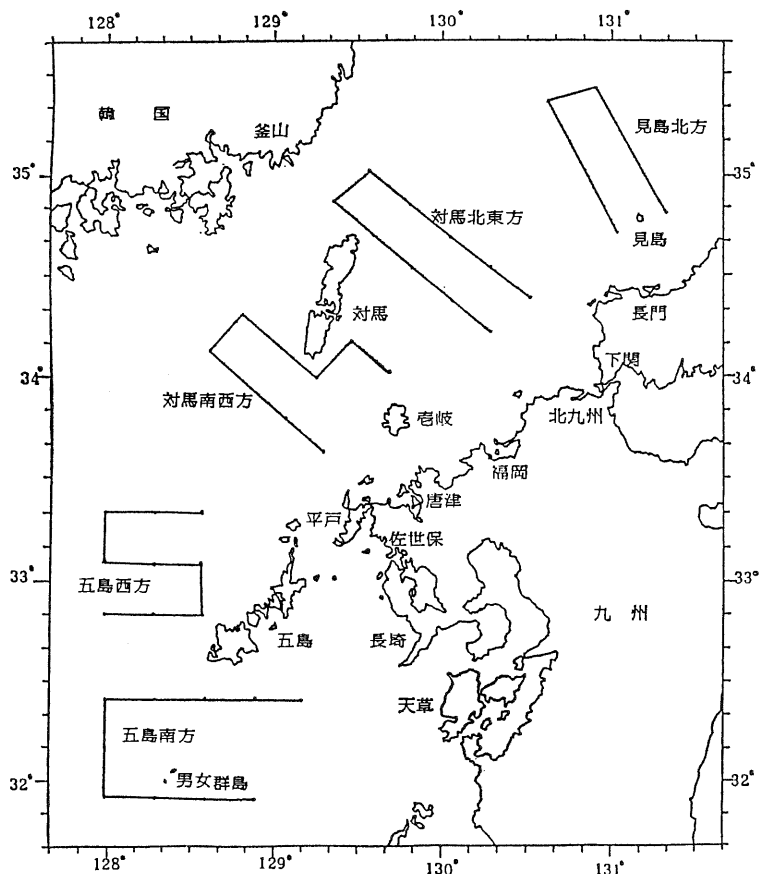 128° 129° 130° 131°
韓 国
釜山
見島北方
35° 35°
対馬北東方
見島
対馬
長門
下関
34° 34°
対馬南西方
壱岐
北九州
福岡
唐津
平戸
佐世保
33° 33°
五島西方
九 州
五島
長埼
天草
五島南方
男女群島
32° 32°
128° 129° 130° 131°